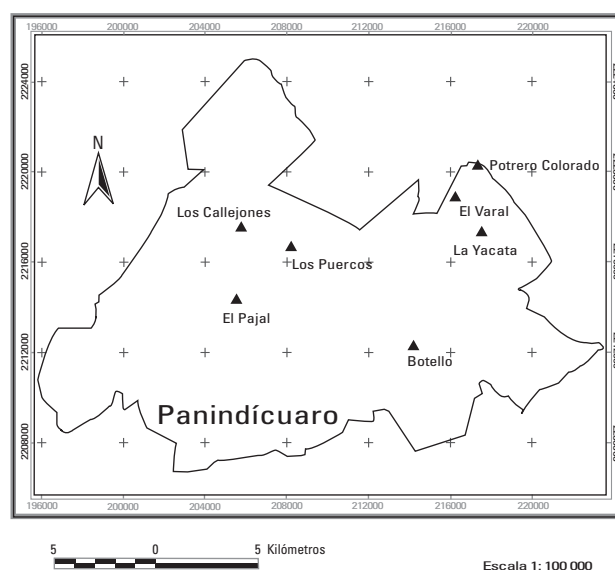 196000 200000 204000 208000 212000 216000 220000
2224000
2220000
2216000
2212000
2208000
N
Potrero Colorado
El Varal
Los Callejones
La Yacata
Los Puercos
El Pajal
Botello
Panindícuaro
196000 200000 204000 208000 212000 216000 220000
5 0 5 Kilómetros
Escala 1: 100 000